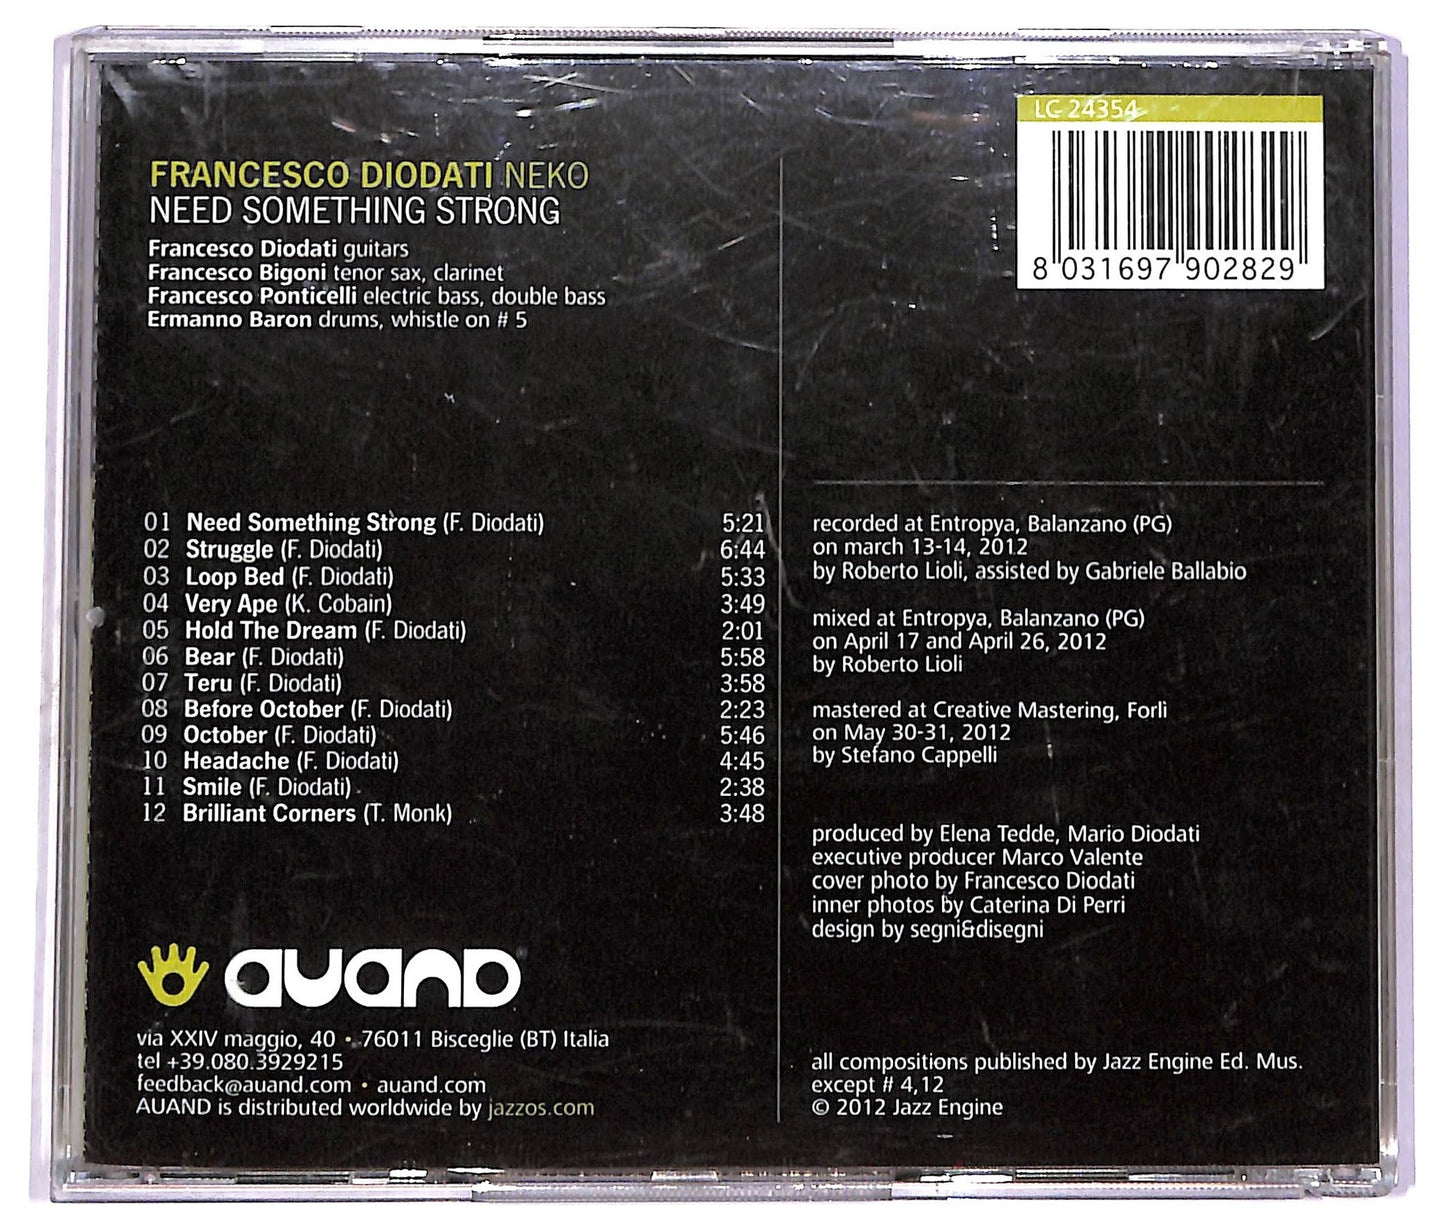 LC 24354
8 031697 902829
FRANCESCO DIODATI NEKO
NEED SOMETHING STRONG
Francesco Diodati guitars
Francesco Bigoni tenor sax, clarinet
Francesco Ponticelli electric bass, double bass
Ermanno Baron drums, whistle on # 5
01 Need Something Strong (F. Diodati) 5:21
02 Struggle (F. Diodati) 6:44
03 Loop Bed (F. Diodati) 5:33
04 Very Ape (K. Cobain) 3:49
05 Hold The Dream (F. Diodati) 2:01
06 Bear (F. Diodati) 5:58
07 Teru (F. Diodati) 3:58
08 Before October (F. Diodati) 2:23
09 October (F. Diodati) 5:46
10 Headache (F. Diodati) 4:45
11 Smile (F. Diodati) 2:38
12 Brilliant Corners (T. Monk) 3:48
AUAND
via XXIV maggio, 40 • 76011 Bisceglie (BT) Italia
tel +39.080.3929215
feedback@auand.com • auand.com
AUAND is distributed worldwide by jazzos.com
recorded at Entropya, Balanzano (PG)
on march 13-14, 2012
by Roberto Lioli, assisted by Gabriele Ballabio
mixed at Entropya, Balanzano (PG)
on April 17 and April 26, 2012
by Roberto Lioli
mastered at Creative Mastering, Forlì
on May 30-31, 2012
by Stefano Cappelli
produced by Elena Tedde, Mario Diodati
executive producer Marco Valente
cover photo by Francesco Diodati
inner photos by Caterina Di Perri
design by segni&disegni
all compositions published by Jazz Engine Ed. Mus.
except # 4,12
© 2012 Jazz Engine